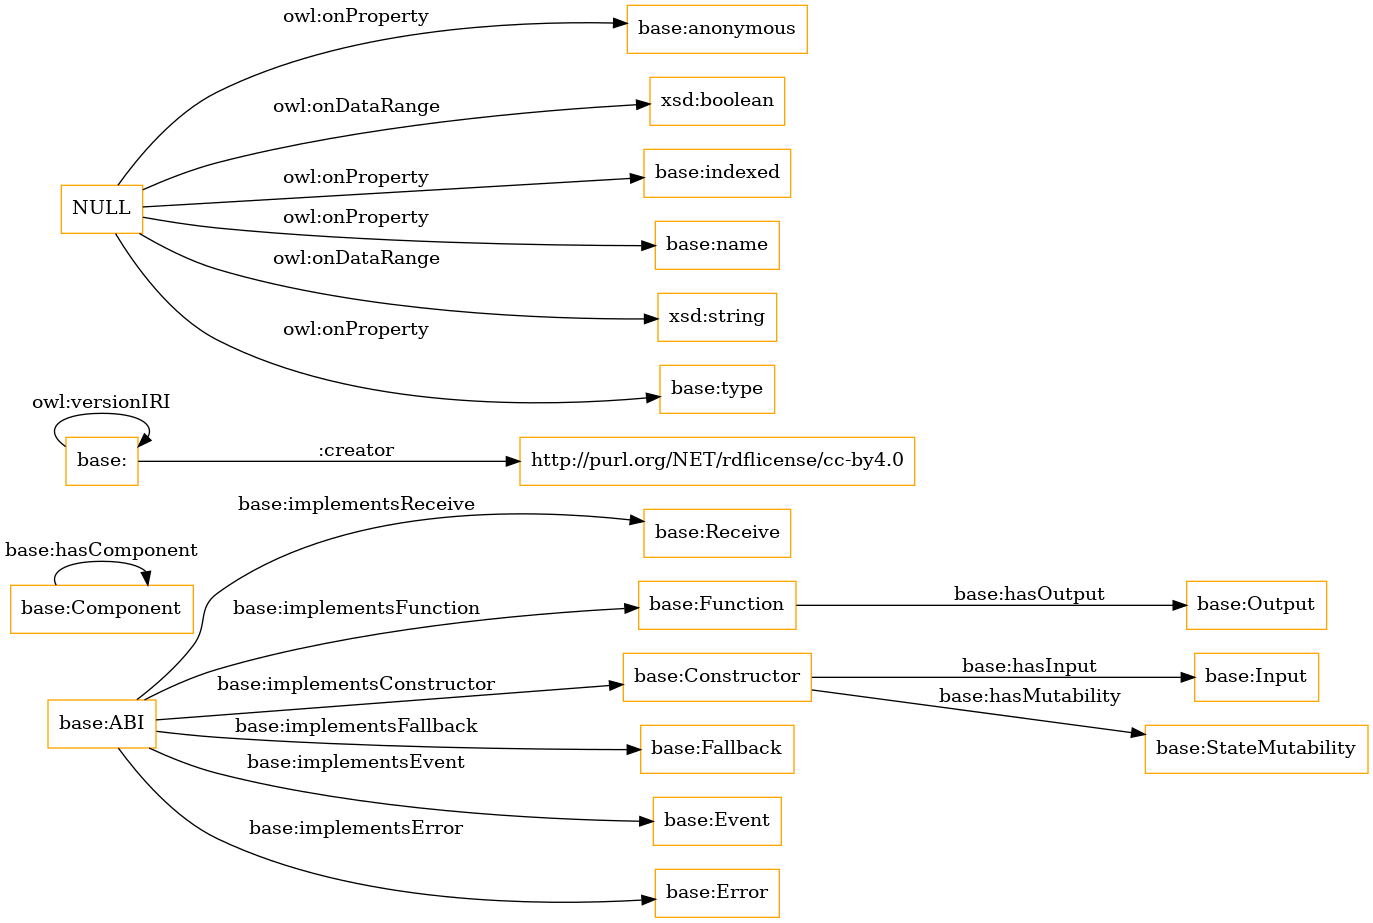 owl:onProperty
base:anonymous
owl:onDataRange
xsd:boolean
owl:onProperty
base:indexed
NULL
owl:onProperty
base:name
owl:onDataRange
xsd:string
owl:onProperty
base:type
owl:versionIRI
base:
:creator
http://purl.org/NET/rdflicense/cc-by4.0
base:implementsReceive
base:Receive
base:hasComponent
base:Component
base:implementsFunction
base:Function
base:hasOutput
base:Output
base:implementsConstructor
base:Constructor
base:hasInput
base:Input
base:hasMutability
base:StateMutability
base:ABI
base:implementsFallback
base:Fallback
base:implementsEvent
base:Event
base:implementsError
base:Error